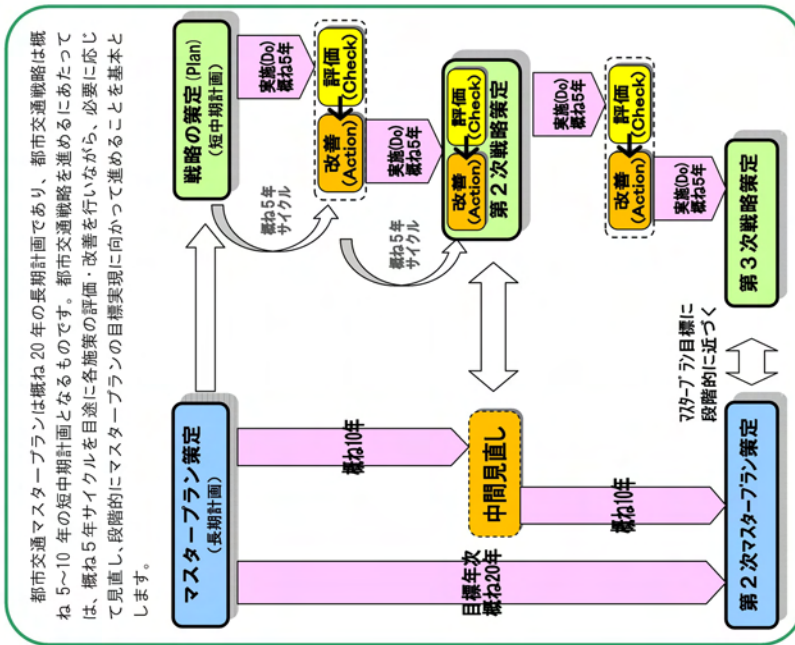 都市交通マスタープランは概ね 20 年の長期計画であり、都市交通戦略は概
ね 5~10 年の短中期計画となるものです。都市交通戦略を進めるにあたって
は、概ね５年サイクルを目途に各施策の評価・改善を行いながら、必要に応じ
て見直し、段階的にマスタープランの目標実現に向かって進めることを基本と
します。
マスタープラン策定
(長期計画)
戦略の策定(Plan)
(短中期計画)
実施(Do)
概ね5年
概ね５年
サイクル
改善
(Action)
評価
(Check)
実施(Do)
概ね5年
概ね５年
サイクル
概ね10年
目標年次
概ね20年
中間見直し
改善
(Action)
評価
(Check)
第２次戦略策定
実施(Do)
概ね5年
改善
(Action)
評価
(Check)
実施(Do)
概ね5年
概ね10年
マスタープラン目標に
段階的に近づく
第２次マスタープラン策定
第３次戦略策定